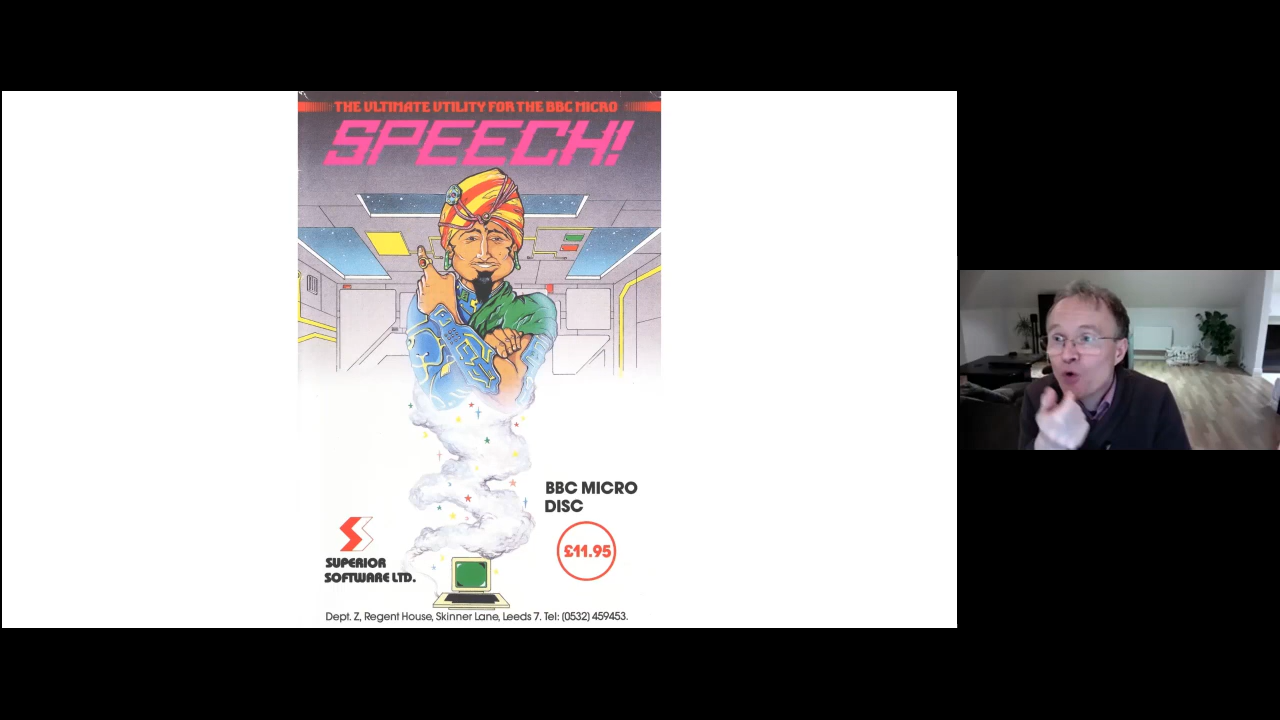 THE ULTIMATE UTILITY FOR THE BBC MICRO
SPEECH!
BBC MICRO
DISC
£11.95
SUPERIOR
SOFTWARE LTD.
Dept. Z, Regent House, Skinner Lane, Leeds 7. Tel: (0532) 459453.